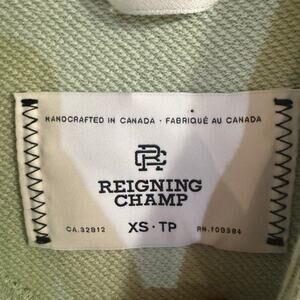 HANDCRAFTED IN CANADA · FABRIQUÉ AU CANADA
RC
REIGNING
CHAMP
XS · TP
CA.32912 RN.109384